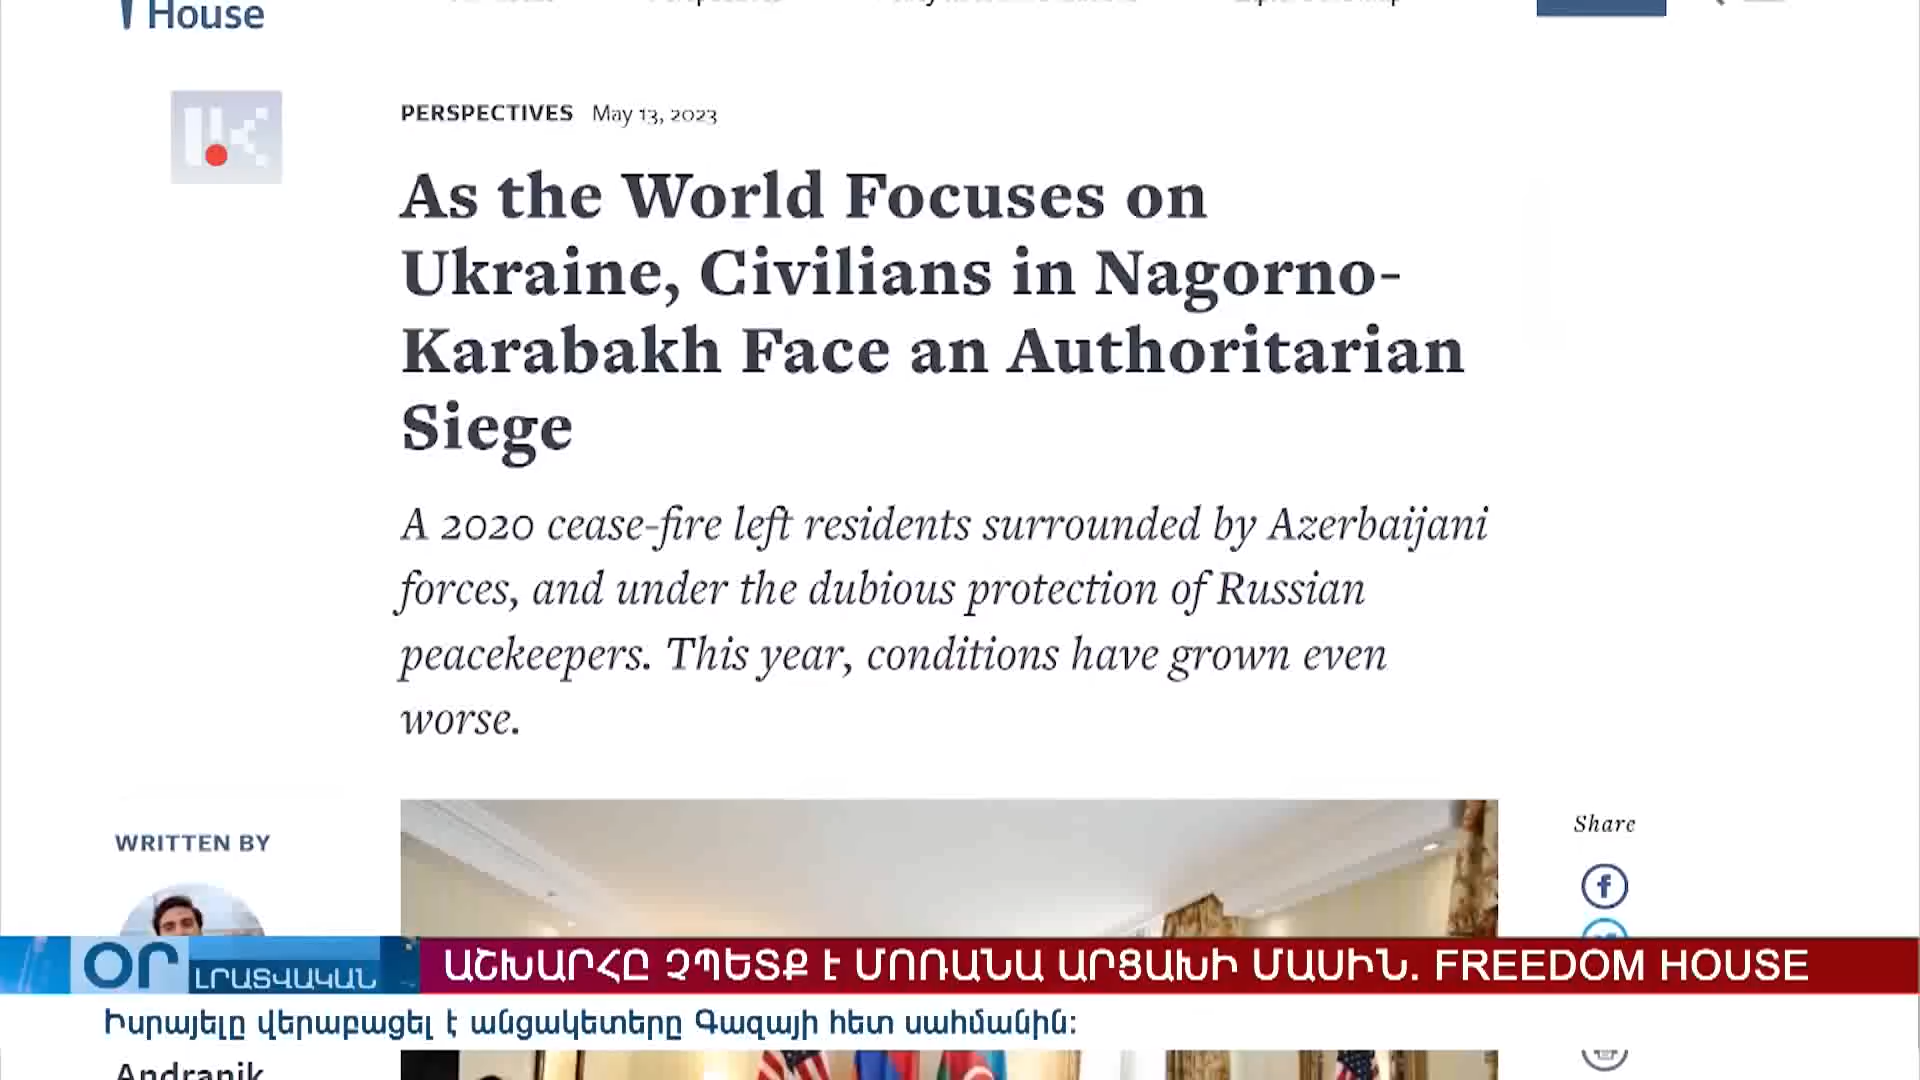 House
PERSPECTIVES May 13, 2023
As the World Focuses on
Ukraine, Civilians in Nagorno-
Karabakh Face an Authoritarian
Siege
A 2020 cease-fire left residents surrounded by Azerbaijani
forces, and under the dubious protection of Russian
peacekeepers. This year, conditions have grown even
worse.
WRITTEN BY
Share
ՕՐ
ԼՐԱՏՎԱԿԱՆ
ԱՇԽԱՐՀԸ ՉՊԵՏՔ Է ՄՈՌԱՆԱ ԱՐՑԱԽԻ ՄԱՍԻՆ. FREEDOM HOUSE
Իսրայելը վերաբացել է անցակետերը Գազայի հետ սահմանին:
Andranik